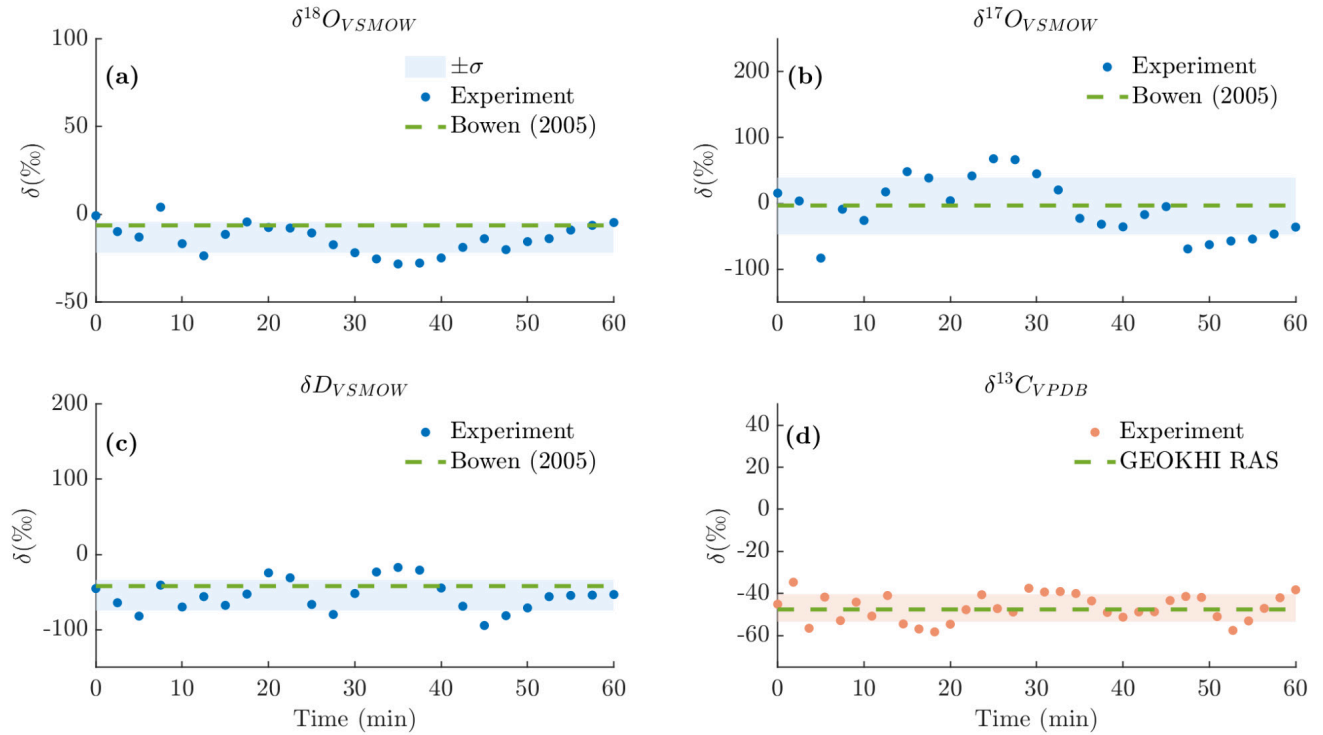 δ¹⁸O_VSMOW
100
50
0
-50
δ(‰)
(a)
±σ
Experiment
Bowen (2005)
0 10 20 30 40 50 60
δ¹⁷O_VSMOW
200
100
0
-100
δ(‰)
(b)
Experiment
Bowen (2005)
0 10 20 30 40 50 60
δD_VSMOW
200
100
0
-100
δ(‰)
(c)
Experiment
Bowen (2005)
0 10 20 30 40 50 60
Time (min)
δ¹³C_VPDB
40
20
0
-20
-40
-60
δ(‰)
(d)
Experiment
GEOKHI RAS
0 10 20 30 40 50 60
Time (min)